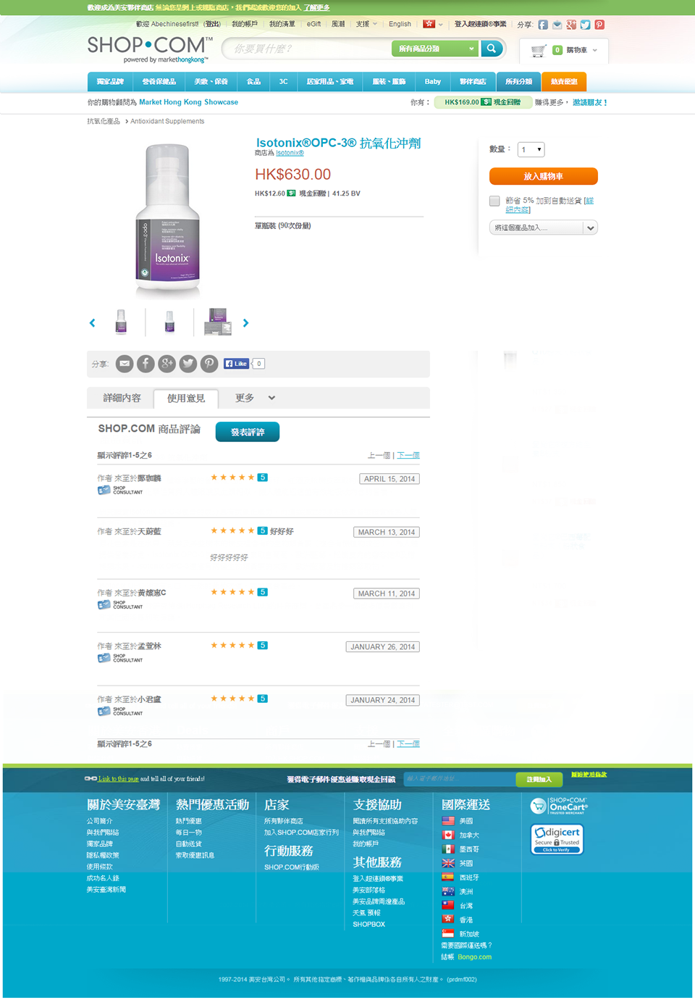 歡迎成為美安夥伴商店 無論您是網上或親臨商店，我們竭誠歡迎您的加入 了解更多
歡迎 Abechinesefirst! (登出) | 我的帳戶 | 我的清單 | eGift | 風潮 | 支援 | English | 登入超連鎖®事業 | 分享:
SHOP•COM™
powered by markethongkong™
你要買什麼？
所有商品分類
0 購物車
獨家品牌 營養保健品 美妝、保養 食品 3C 居家用品、家電 服裝、服飾 Baby 夥伴商店 所有分類 熱賣優惠
你的購物顧問為 Market Hong Kong Showcase
你有： HK$169.00 現金回贈 賺得更多， 邀請朋友！
抗氧化產品 > Antioxidant Supplements
Isotonix®OPC-3® 抗氧化沖劑
商店為 Isotonix®
HK$630.00
HK$12.60 現金回贈 | 41.25 BV
單瓶裝 (90次份量)
opc-3
Isotonix
數量： 1
放入購物車
節省 5% 加到自動送貨 [詳
細內容]
將這個產品加入....
分享:
Like 0
詳細內容 使用意見 更多
SHOP.COM 商品評論
發表評論
顯示評論1-5之6
上一個 | 下一個
作者 來至於鄭珈麟
5
APRIL 15, 2014
SHOP
CONSULTANT
作者 來至於天蔚藍
5 好好好
MARCH 13, 2014
好好好好好
作者 來至於黃嬪惠C
5
MARCH 11, 2014
SHOP
CONSULTANT
作者 來至於孟萱林
5
JANUARY 26, 2014
SHOP
CONSULTANT
作者 來至於小君盧
5
JANUARY 24, 2014
SHOP
CONSULTANT
顯示評論1-5之6
上一個 | 下一個
Link to this page and tell all of your friends!
獲得電子郵件優惠並賺取現金回饋
輸入電子郵件地址...
註冊加入
關於美安臺灣
公司簡介
與我們聯絡
獨家品牌
隱私權政策
使用條款
成功名人錄
美安臺灣新聞
熱門優惠活動
熱門優惠
每日一物
自動送貨
索取優惠訊息
店家
所有夥伴商店
加入SHOP.COM店家行列
行動服務
SHOP.COM行動版
支援協助
閱讀所有支援協助內容
與我們聯絡
我的帳戶
其他服務
登入超連鎖®事業
美安部落格
美安品牌周邊產品
天氣 預報
SHOPBOX
國際運送
美國
加拿大
墨西哥
英國
西班牙
澳洲
台灣
香港
新加坡
需要國際運送嗎？
結帳 Bongo.com
SHOP•COM™
OneCart®
TRUSTED MERCHANT
digicert
Secure Trusted
Click to Verify
1997-2014 美安台灣公司。 所有其他指定商標、著作權與品牌係各自所有人之財產。 (prdmf002)